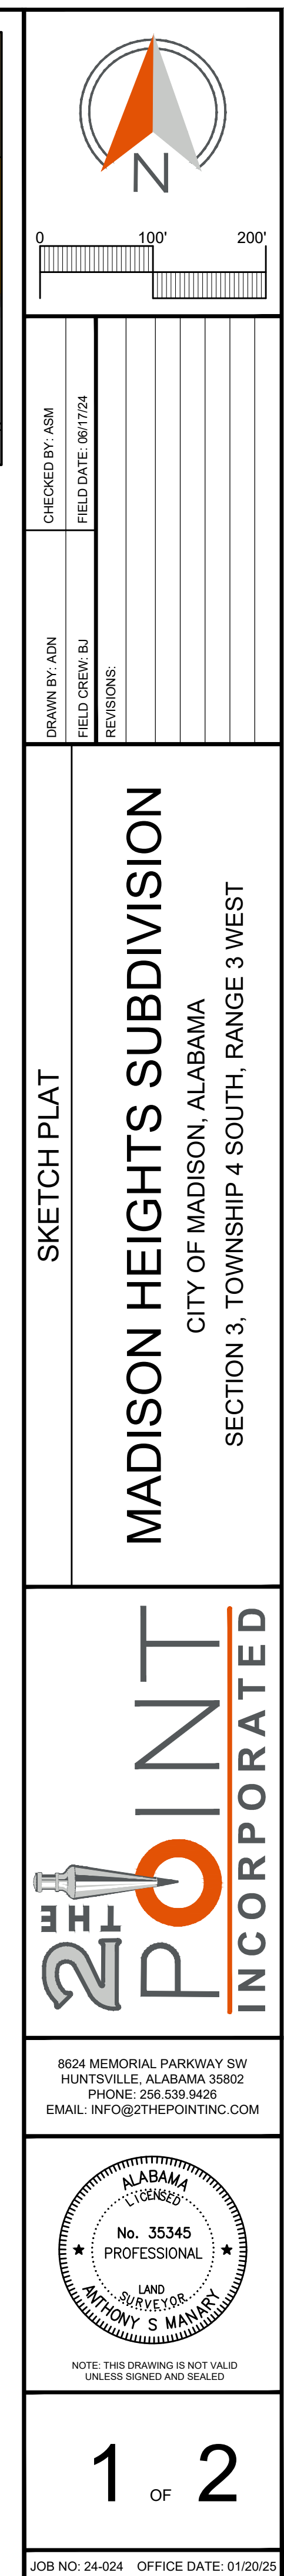 N
0 100' 200'
CHECKED BY: ASM
FIELD DATE: 06/17/24
DRAWN BY: ADN
FIELD CREW: BJ
REVISIONS:
SKETCH PLAT
MADISON HEIGHTS SUBDIVISION
CITY OF MADISON, ALABAMA
SECTION 3, TOWNSHIP 4 SOUTH, RANGE 3 WEST
2 THE
POINT
INCORPORATED
8624 MEMORIAL PARKWAY SW
HUNTSVILLE, ALABAMA 35802
PHONE: 256.539.9426
EMAIL: INFO@2THEPOINTINC.COM
ALABAMA
LICENSED
No. 35345
PROFESSIONAL
LAND
SURVEYOR
ANTHONY S MANARY
NOTE: THIS DRAWING IS NOT VALID
UNLESS SIGNED AND SEALED
1 OF 2
JOB NO: 24-024 OFFICE DATE: 01/20/25